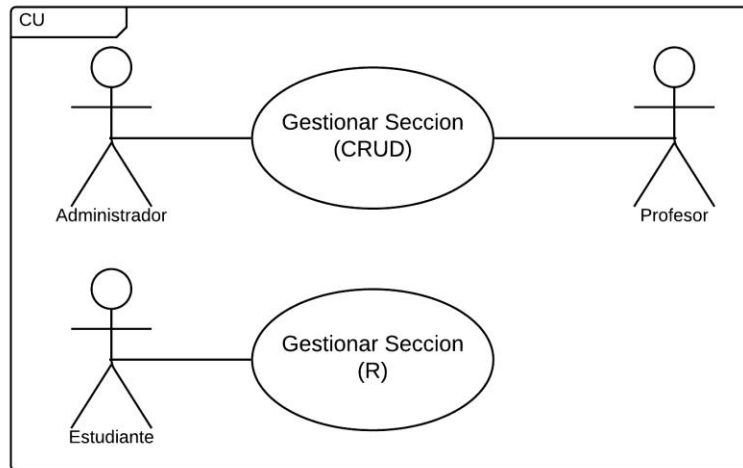 CU
Gestionar Seccion
(CRUD)
Administrador
Profesor
Gestionar Seccion
(R)
Estudiante